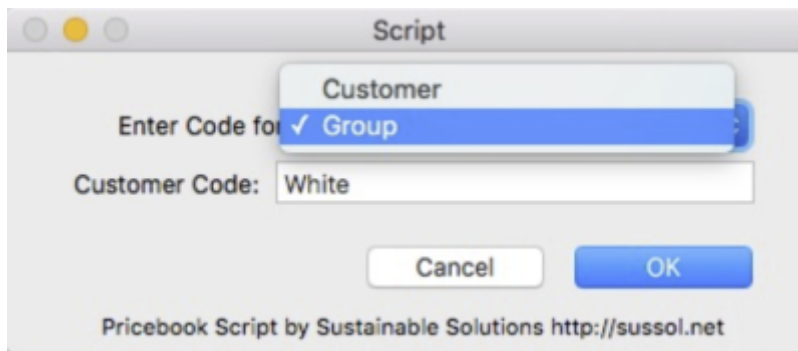 Script
Customer
Enter Code for ✓ Group
Customer Code: White
Cancel OK
Pricebook Script by Sustainable Solutions http://sussol.net